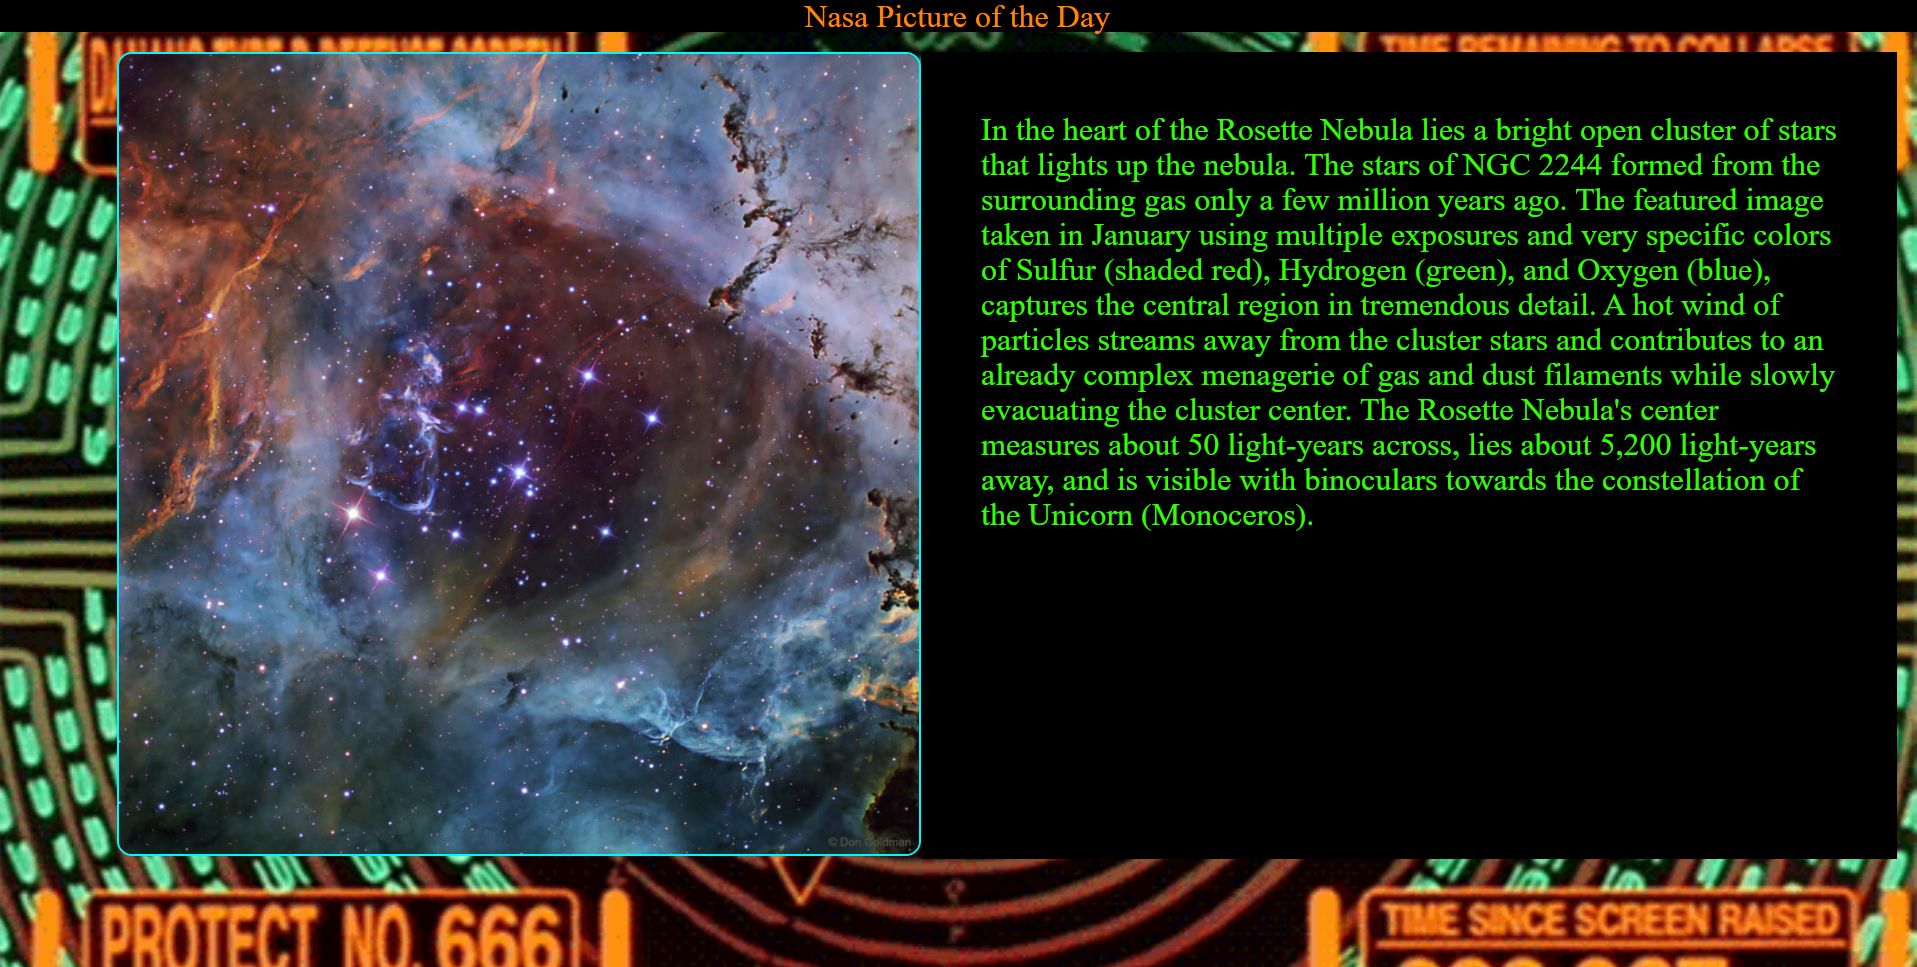 Nasa Picture of the Day
TIME REMAINING TO COLLAPSE
In the heart of the Rosette Nebula lies a bright open cluster of stars
that lights up the nebula. The stars of NGC 2244 formed from the
surrounding gas only a few million years ago. The featured image
taken in January using multiple exposures and very specific colors
of Sulfur (shaded red), Hydrogen (green), and Oxygen (blue),
captures the central region in tremendous detail. A hot wind of
particles streams away from the cluster stars and contributes to an
already complex menagerie of gas and dust filaments while slowly
evacuating the cluster center. The Rosette Nebula's center
measures about 50 light-years across, lies about 5,200 light-years
away, and is visible with binoculars towards the constellation of
the Unicorn (Monoceros).
© Don Goldman
PROTECT NO. 666
TIME SINCE SCREEN RAISED